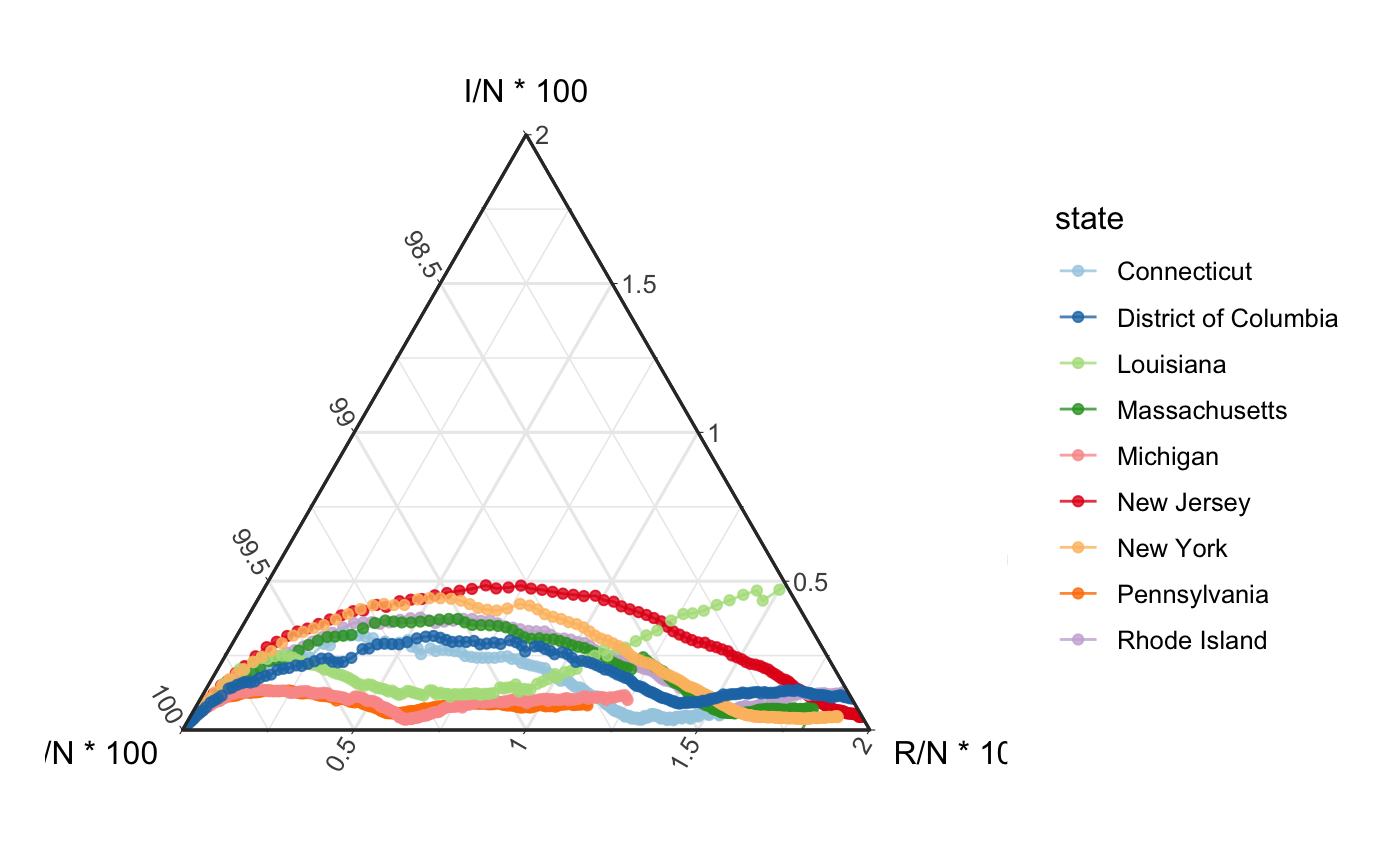 I/N * 100
2
98.5
1.5
99
1
99.5
0.5
100
/N * 100
R/N * 10
0.5
1
1.5
2
state
Connecticut
District of Columbia
Louisiana
Massachusetts
Michigan
New Jersey
New York
Pennsylvania
Rhode Island